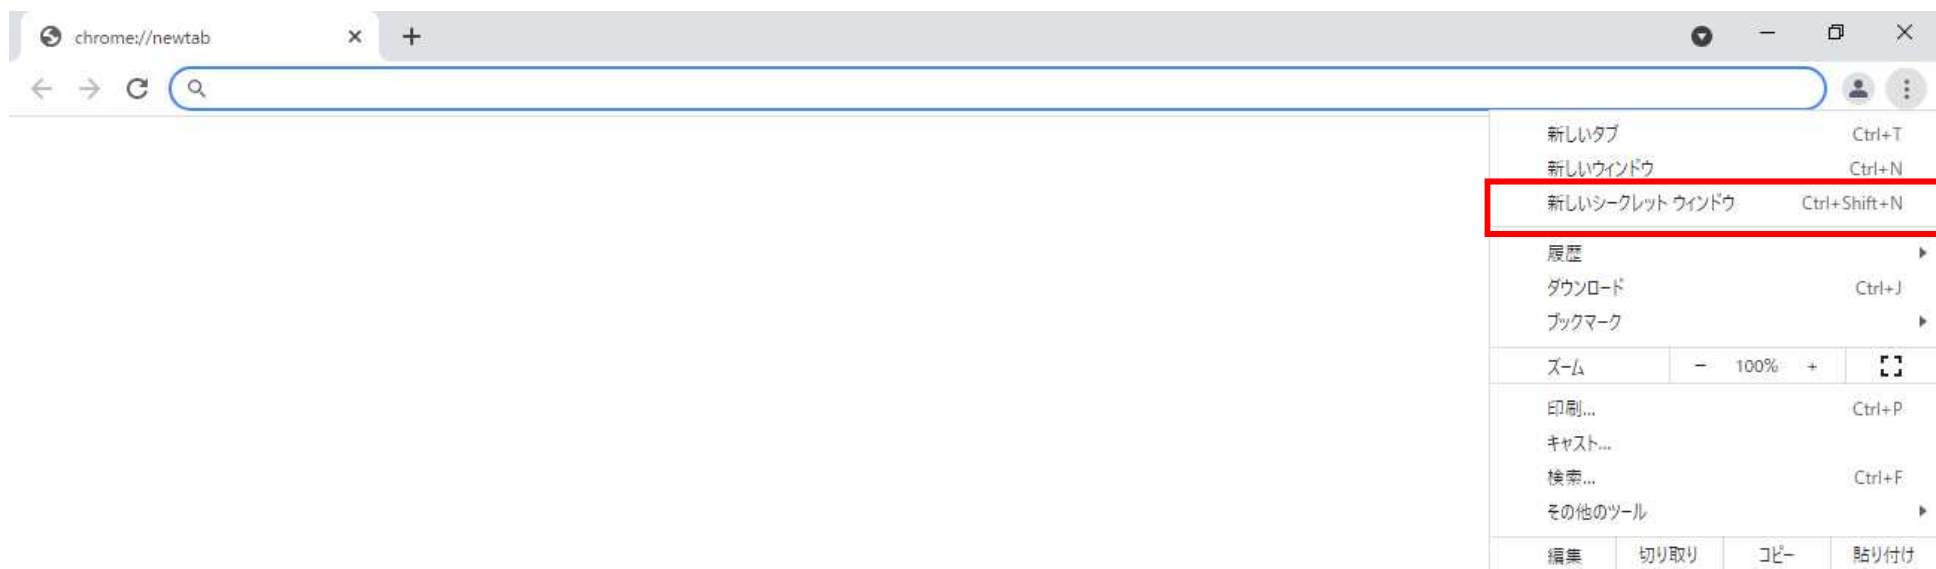 chrome://newtab
新しいタブ Ctrl+T
新しいウィンドウ Ctrl+N
新しいシークレット ウィンドウ Ctrl+Shift+N
履歴
ダウンロード Ctrl+J
ブックマーク
ズーム - 100% +
印刷... Ctrl+P
キャスト...
検索... Ctrl+F
その他のツール
編集 切り取り コピー 貼り付け